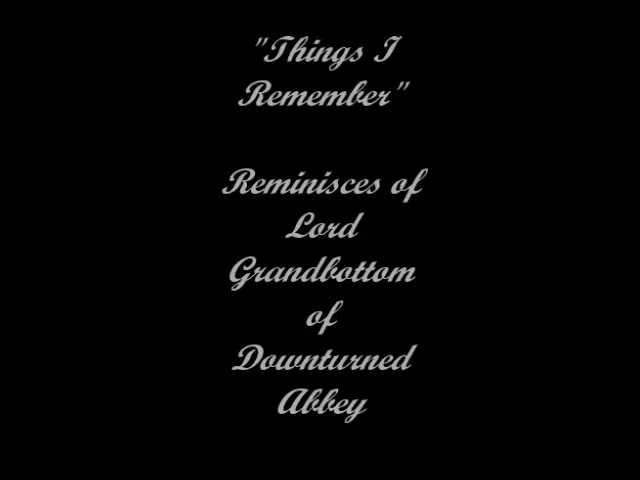 "Things I
Remember"
Reminisces of
Lord
Grandbottom
of
Downturned
Abbey